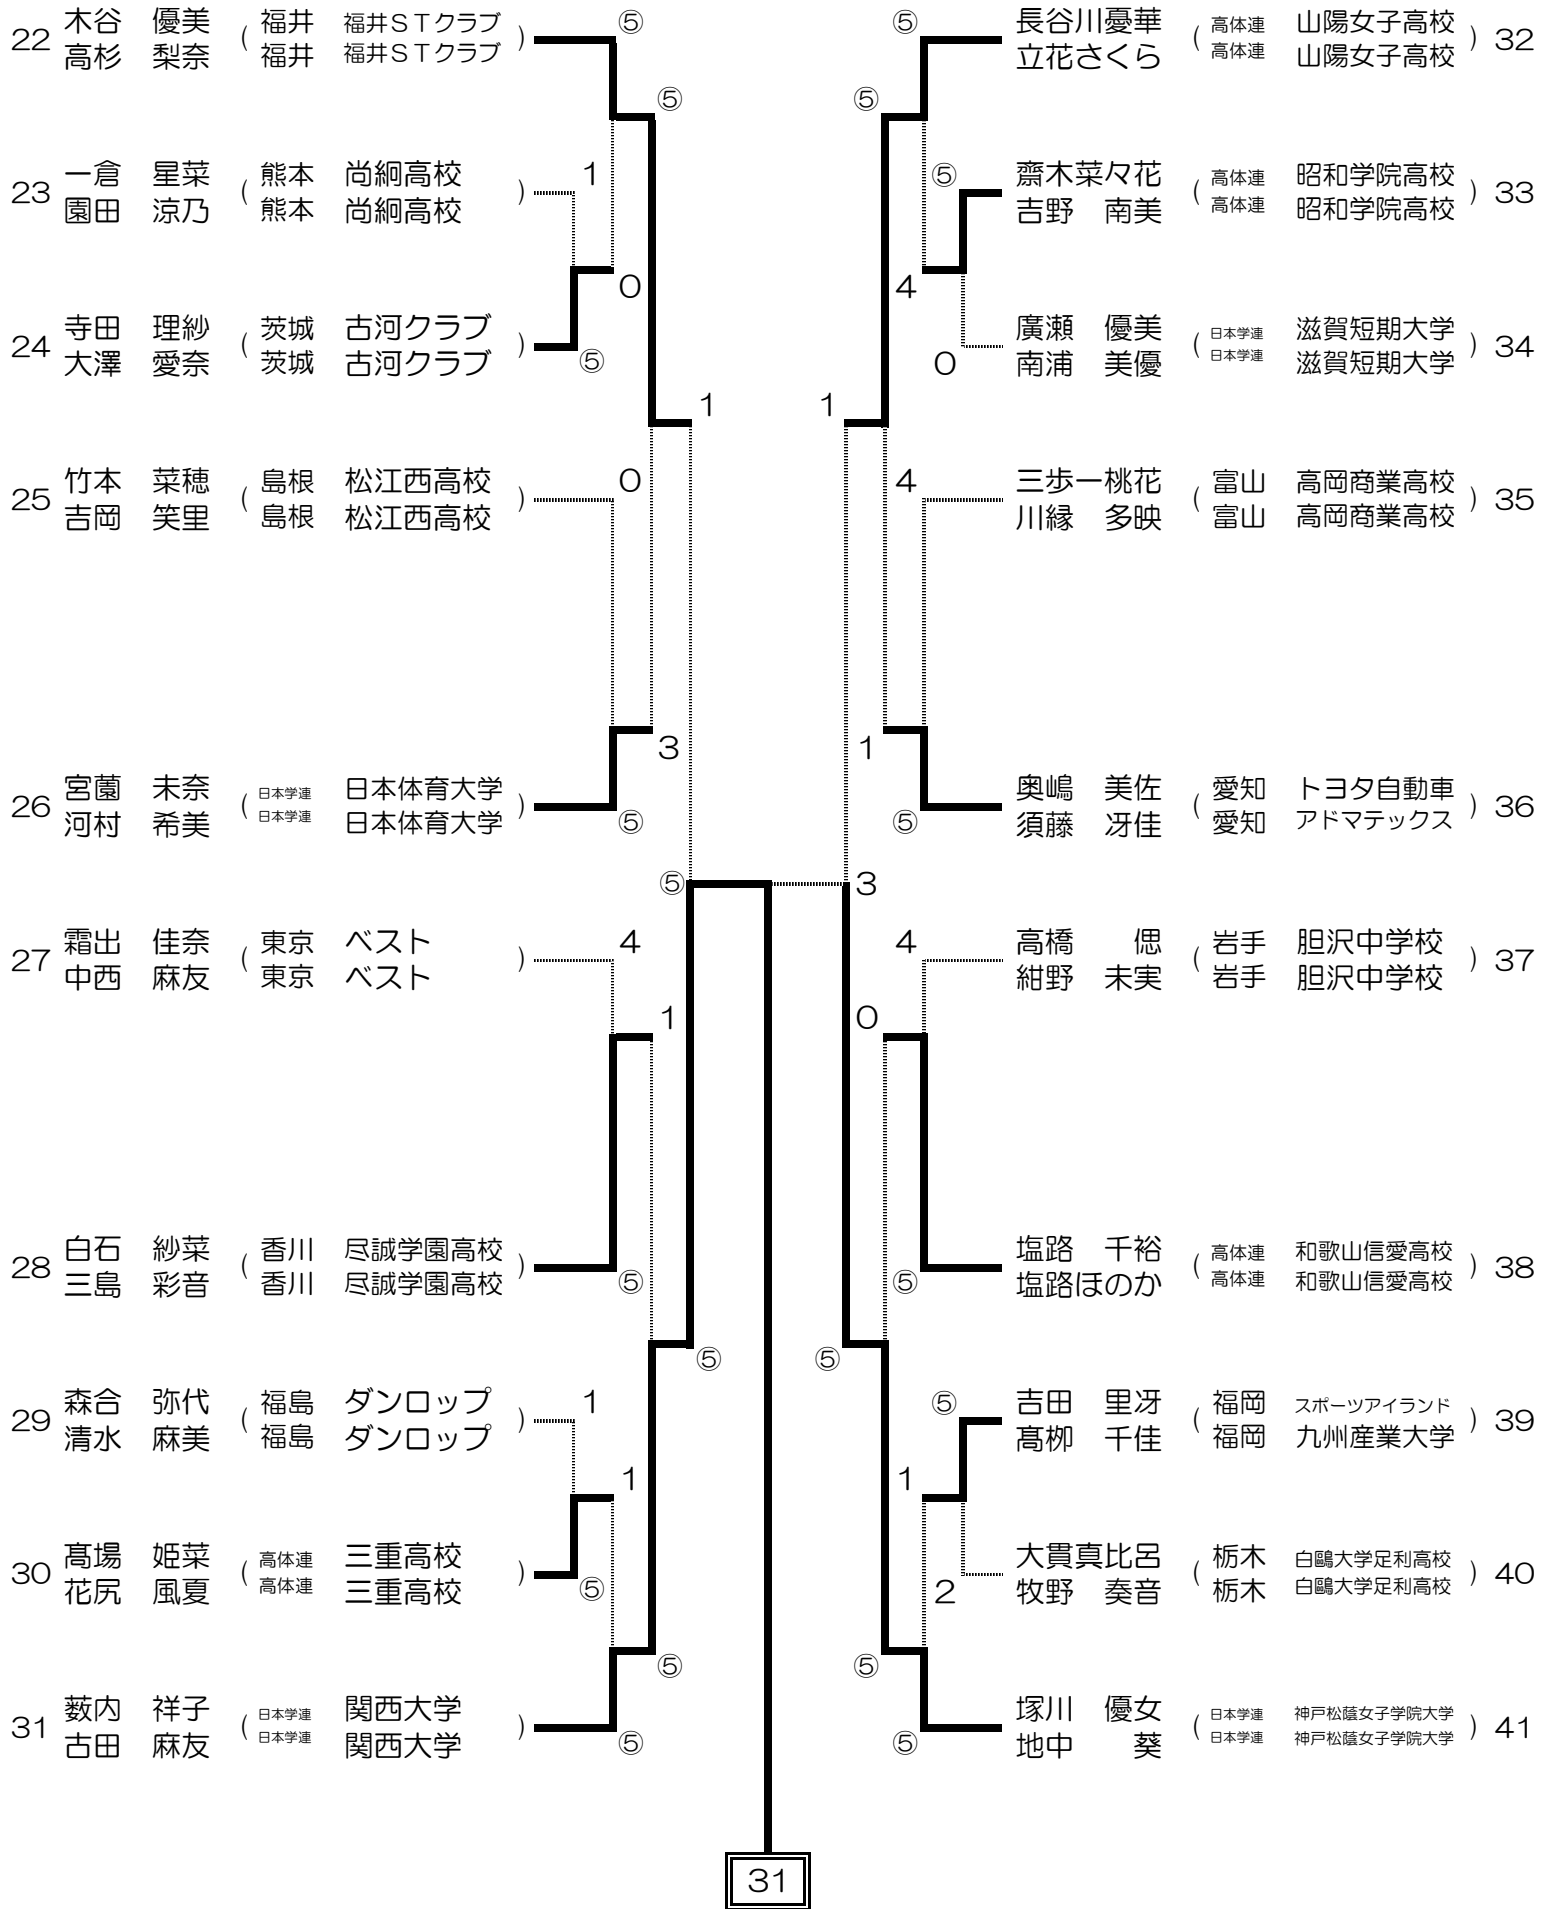 22 木谷 優美 ( 福井 福井STクラブ )
高杉 梨奈 福井 福井STクラブ
⑤
⑤
23 一倉 星菜 ( 熊本 尚絅高校 )
園田 涼乃 熊本 尚絅高校
1
0
24 寺田 理紗 ( 茨城 古河クラブ )
大澤 愛奈 茨城 古河クラブ
⑤
1
25 竹本 菜穂 ( 島根 松江西高校 )
吉岡 笑里 島根 松江西高校
0
3
26 宮薗 未奈 ( 日本学連 日本体育大学 )
河村 希美 日本学連 日本体育大学
⑤
⑤
27 霜出 佳奈 ( 東京 ベスト )
中西 麻友 東京 ベスト
4
1
28 白石 紗菜 ( 香川 尽誠学園高校 )
三島 彩音 香川 尽誠学園高校
⑤
⑤
29 森合 弥代 ( 福島 ダンロップ )
清水 麻美 福島 ダンロップ
1
1
30 髙場 姫菜 ( 高体連 三重高校 )
花尻 風夏 高体連 三重高校
⑤
⑤
31 薮内 祥子 ( 日本学連 関西大学 )
古田 麻友 日本学連 関西大学
⑤
⑤
長谷川憂華 ( 高体連 山陽女子高校 ) 32
立花さくら 高体連 山陽女子高校
⑤
⑤
齋木菜々花 ( 高体連 昭和学院高校 ) 33
吉野 南美 高体連 昭和学院高校
4
廣瀬 優美 ( 日本学連 滋賀短期大学 ) 34
南浦 美優 日本学連 滋賀短期大学
0
1
4
三歩一桃花 ( 富山 高岡商業高校 ) 35
川縁 多映 富山 高岡商業高校
1
奥嶋 美佐 ( 愛知 トヨタ自動車 ) 36
須藤 冴佳 愛知 アドマテックス
⑤
3
4
高橋 偲 ( 岩手 胆沢中学校 ) 37
紺野 未実 岩手 胆沢中学校
0
塩路 千裕 ( 高体連 和歌山信愛高校 ) 38
塩路ほのか 高体連 和歌山信愛高校
⑤
⑤
⑤
吉田 里冴 ( 福岡 スポーツアイランド ) 39
髙栁 千佳 福岡 九州産業大学
1
大貫真比呂 ( 栃木 白鷗大学足利高校 ) 40
牧野 奏音 栃木 白鷗大学足利高校
2
⑤
塚川 優女 ( 日本学連 神戸松蔭女子学院大学 ) 41
地中 葵 日本学連 神戸松蔭女子学院大学
⑤
31